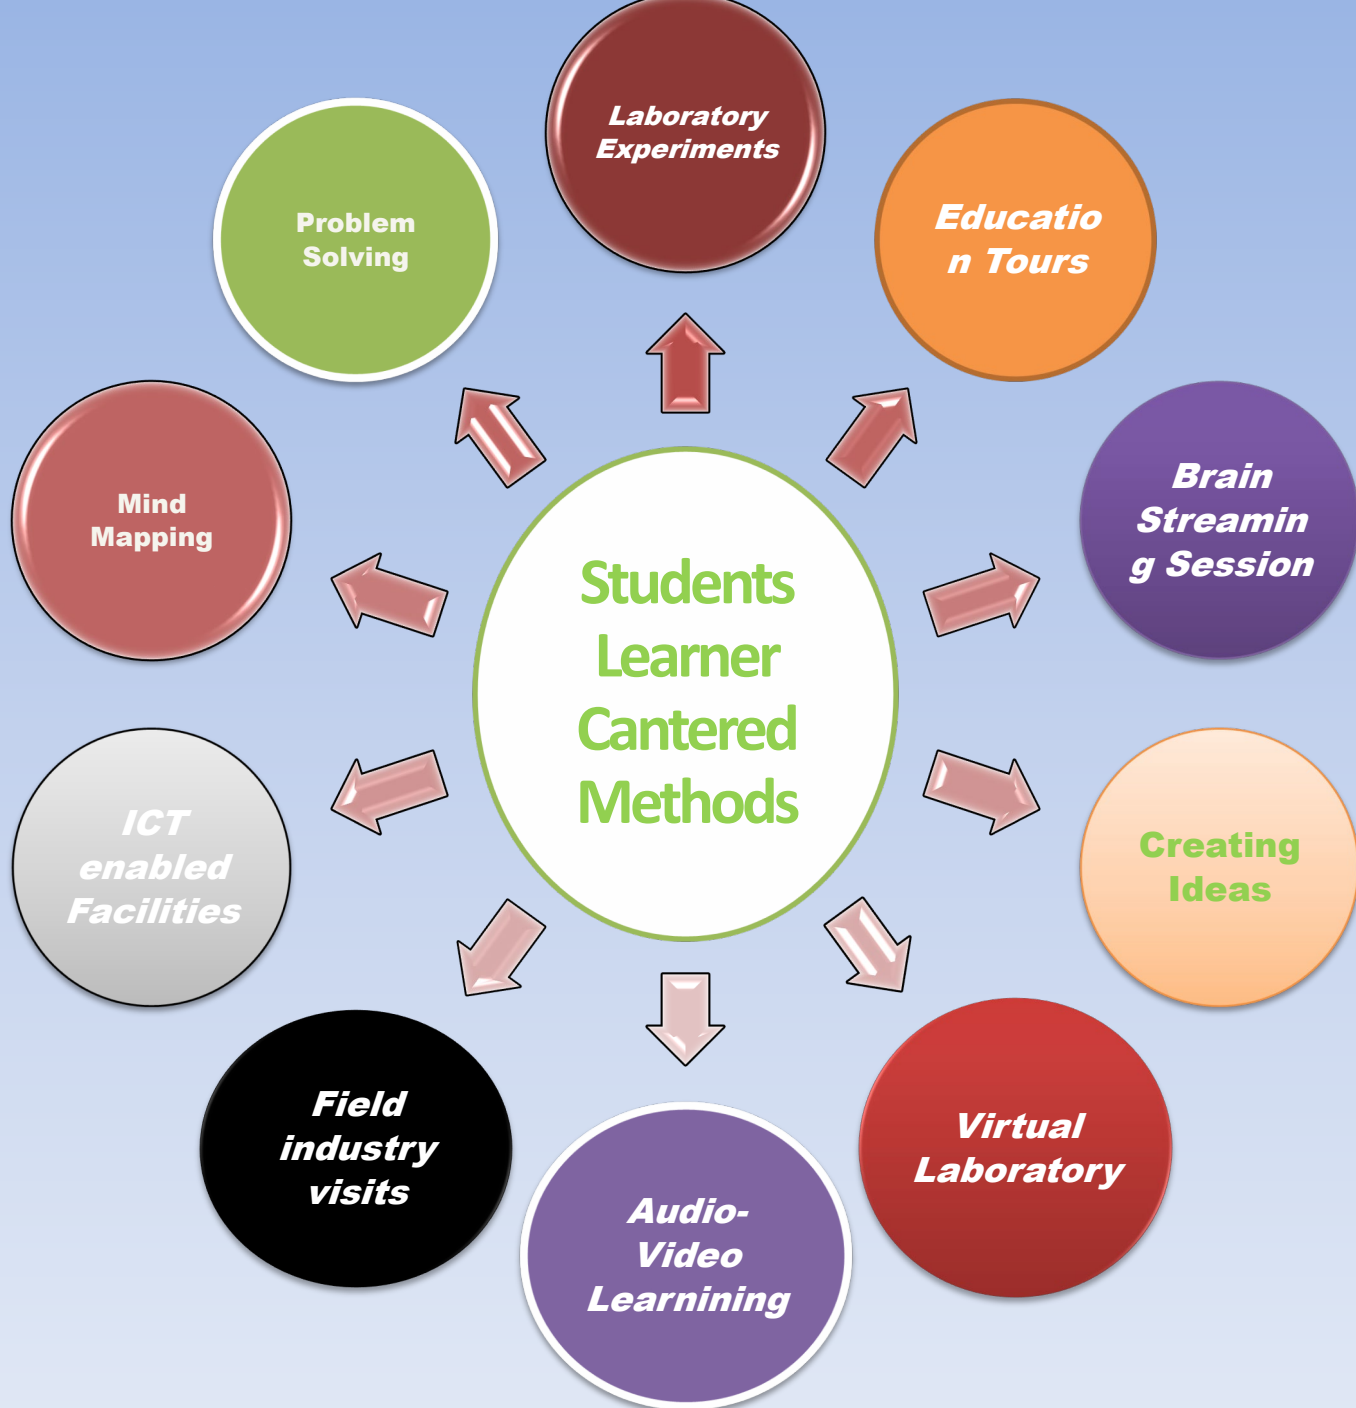 Laboratory
Experiments
Educatio
n Tours
Brain
Streamin
g Session
Creating
Ideas
Virtual
Laboratory
Audio-
Video
Learnining
Field
industry
visits
ICT
enabled
Facilities
Mind
Mapping
Problem
Solving
Students
Learner
Cantered
Methods